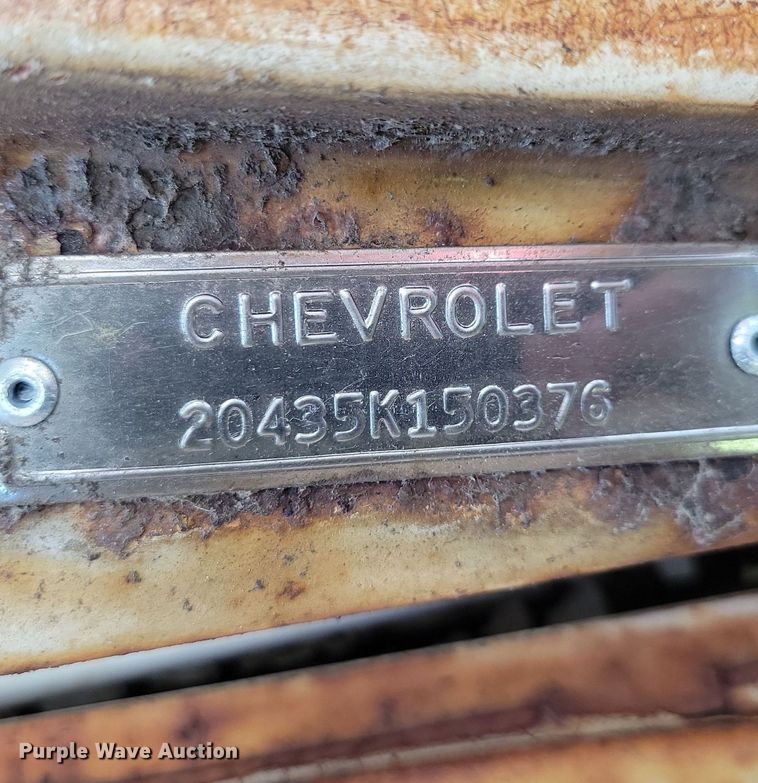 CHEVROLET
20435K150376
Purple Wave Auction